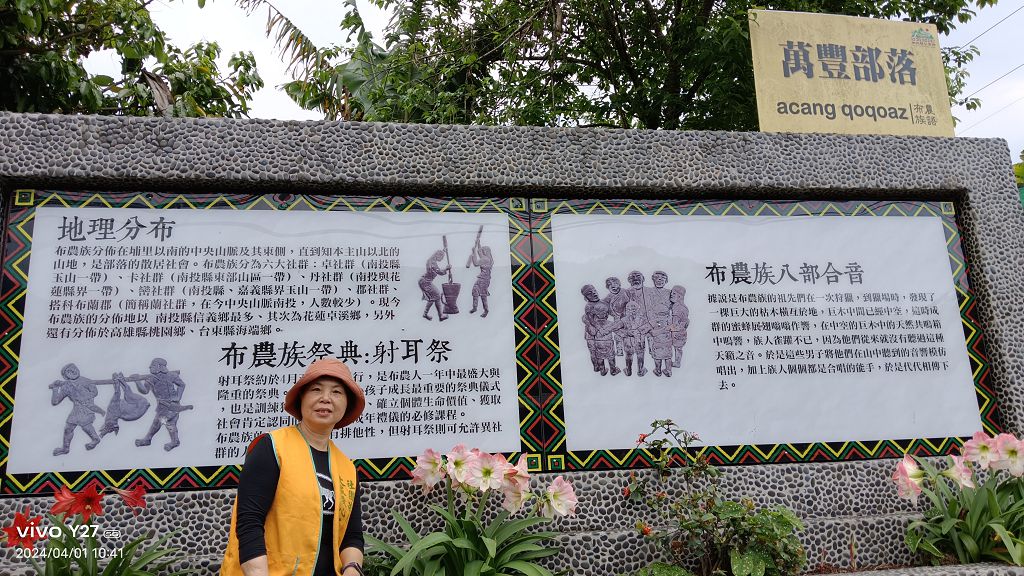 萬豐部落
acang qoqoaz
布農
族語
地理分布
布農族分佈在埔里以南的中央山脈及其東側，直到知本主山以北的
山地，是部落的散居社會。布農族分為六大社群：卓社群（南投縣
玉山一帶）、卡社群（南投縣東部山區一帶）、丹社群（南投與花
蓮縣界一帶）、巒社群（南投縣、嘉義縣界玉山一帶）、郡社群、
搭科布蘭郡（簡稱蘭社群，在今中央山脈南投，人數較少）。現今
布農族的分佈地以 南投縣信義鄉最多、其次為花蓮卓溪鄉，另外
還有分佈於高雄縣桃園鄉、台東縣海端鄉。
布農族祭典：射耳祭
射耳祭約於4月
行，是布農人一年中最盛大與
隆重的祭典。
孩子成長最重要的祭典儀式
，也是訓練
、確立個體生命價值、獲取
社會肯定認同
成年禮儀的必修課程。
布農族
有排他性，但射耳祭則可允許異社
群的
布農族八部合音
據說是布農族的祖先們在一次狩獵，到獵場時，發現了
一棵巨大的枯木橫亙於地，巨木中間已經中空，這時成
群的蜜蜂展翅嗡嗡作響，在中空的巨木中的天然共鳴箱
中鳴響，族人雀躍不已，因為他們從來就沒有聽過這種
天籟之音。於是這些男子將他們在山中聽到的音響模仿
唱出，加上族人個個都是合唱的能手，於是代代相傳下
去。
vivo Y27
2024/04/01 10:41